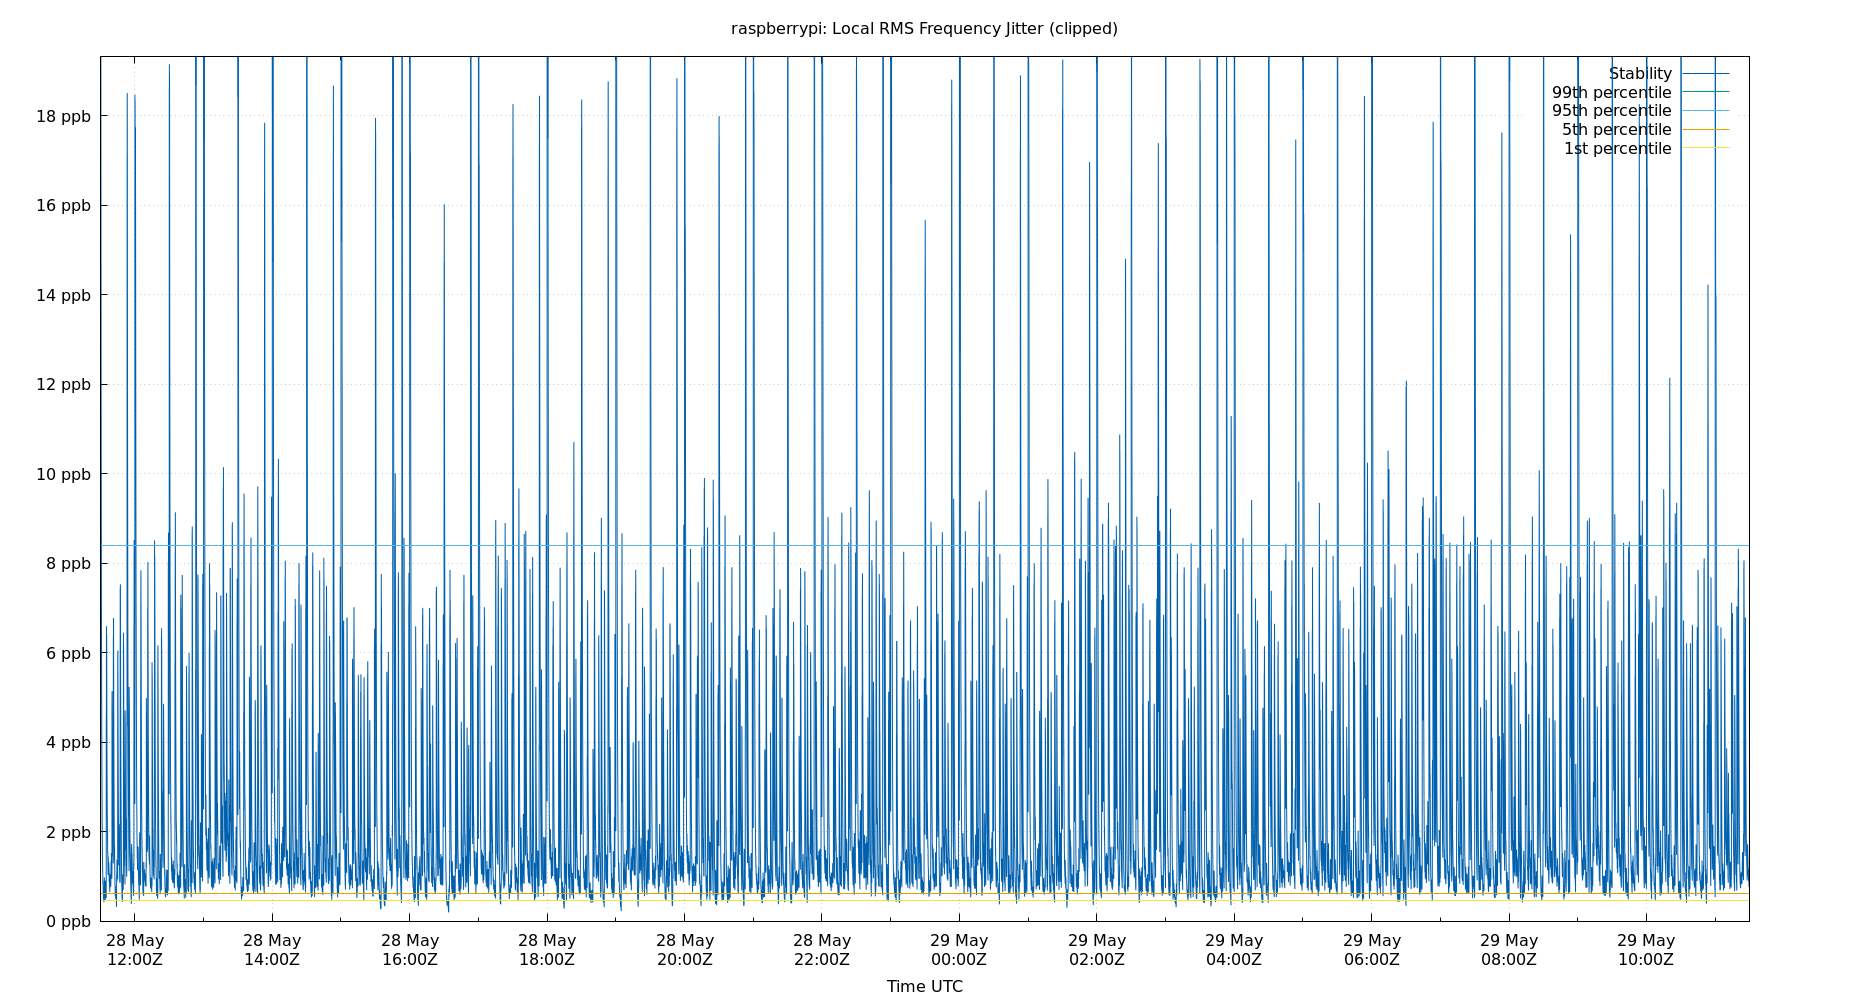 raspberrypi: Local RMS Frequency Jitter (clipped)
Stability
99th percentile
95th percentile
5th percentile
1st percentile
18 ppb
16 ppb
14 ppb
12 ppb
10 ppb
8 ppb
6 ppb
4 ppb
2 ppb
0 ppb
28 May 28 May 28 May 28 May 28 May 28 May 29 May 29 May 29 May 29 May 29 May 29 May
12:00Z 14:00Z 16:00Z 18:00Z 20:00Z 22:00Z 00:00Z 02:00Z 04:00Z 06:00Z 08:00Z 10:00Z
Time UTC